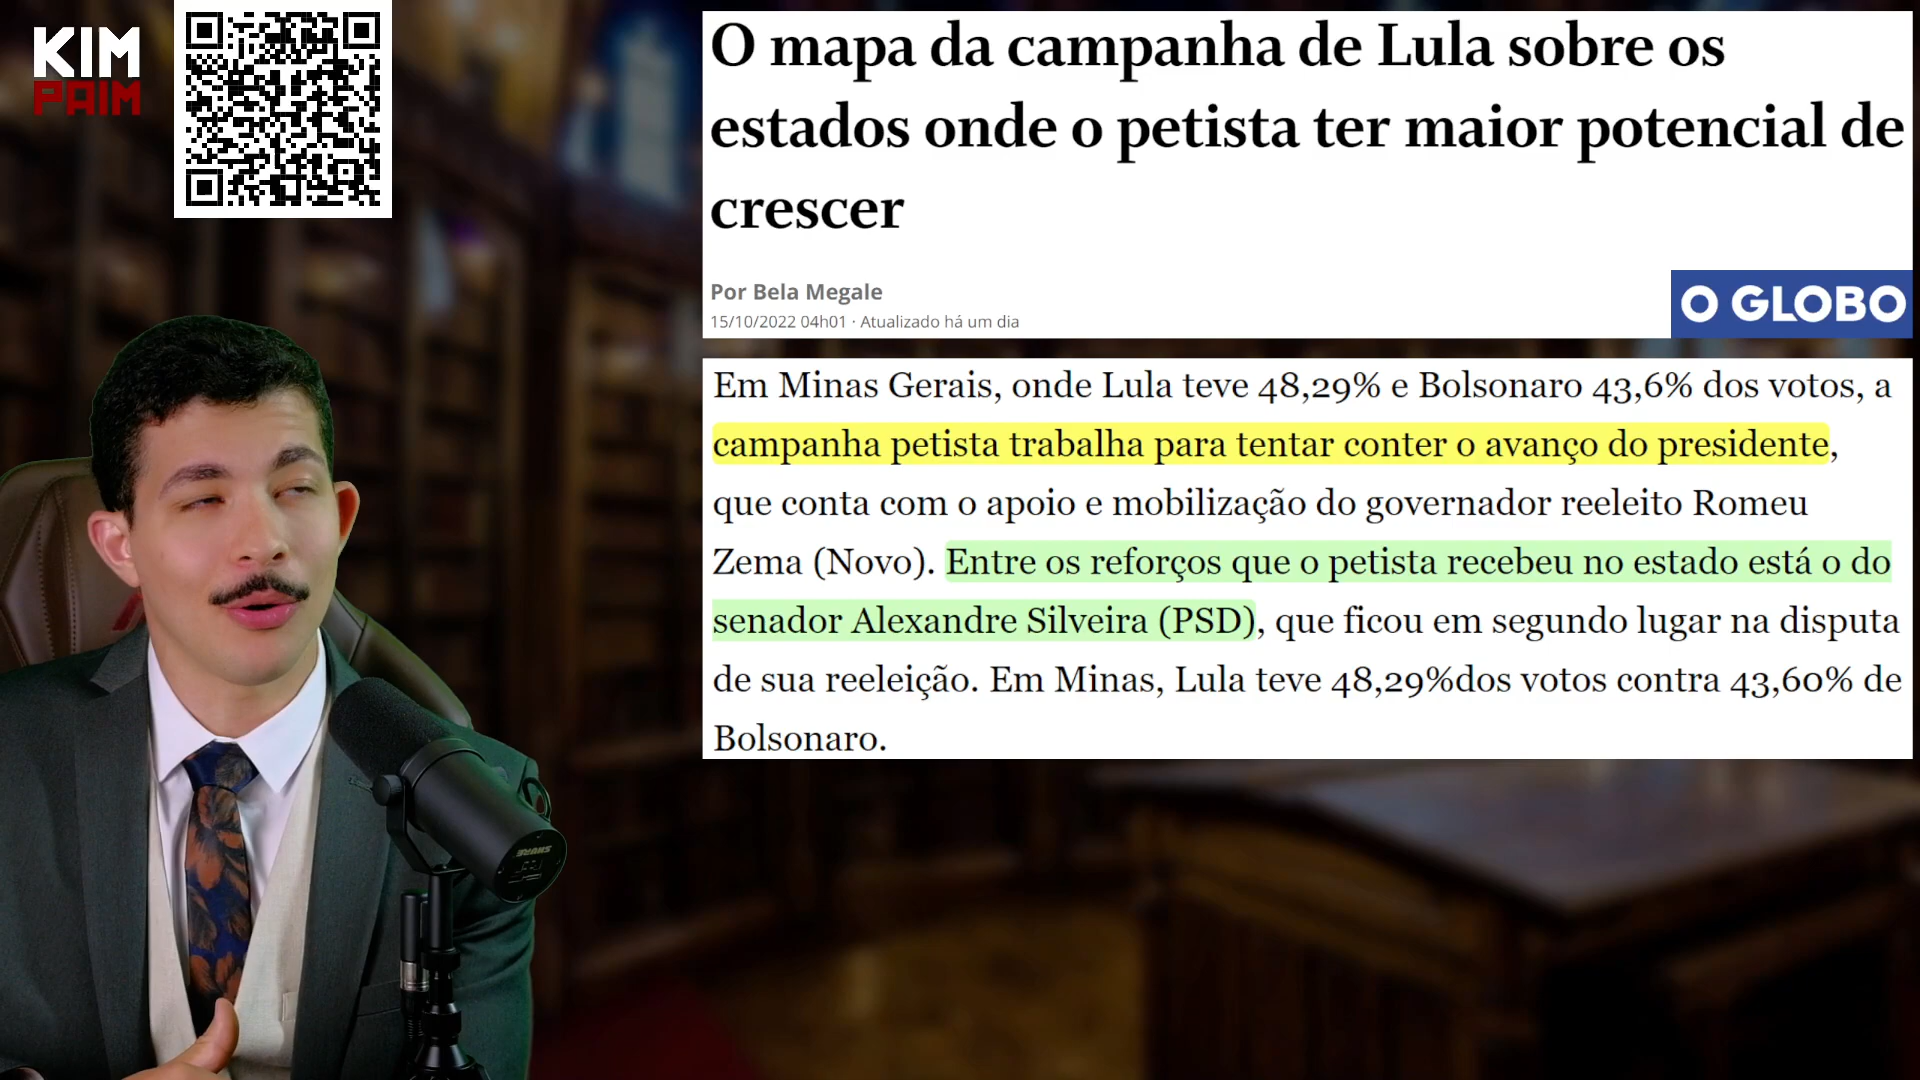 KIM
PAIM
O mapa da campanha de Lula sobre os
estados onde o petista ter maior potencial de
crescer
Por Bela Megale
15/10/2022 04h01 · Atualizado há um dia
O GLOBO
Em Minas Gerais, onde Lula teve 48,29% e Bolsonaro 43,6% dos votos, a
campanha petista trabalha para tentar conter o avanço do presidente,
que conta com o apoio e mobilização do governador reeleito Romeu
Zema (Novo). Entre os reforços que o petista recebeu no estado está o do
senador Alexandre Silveira (PSD), que ficou em segundo lugar na disputa
de sua reeleição. Em Minas, Lula teve 48,29%dos votos contra 43,60% de
Bolsonaro.
SHURE